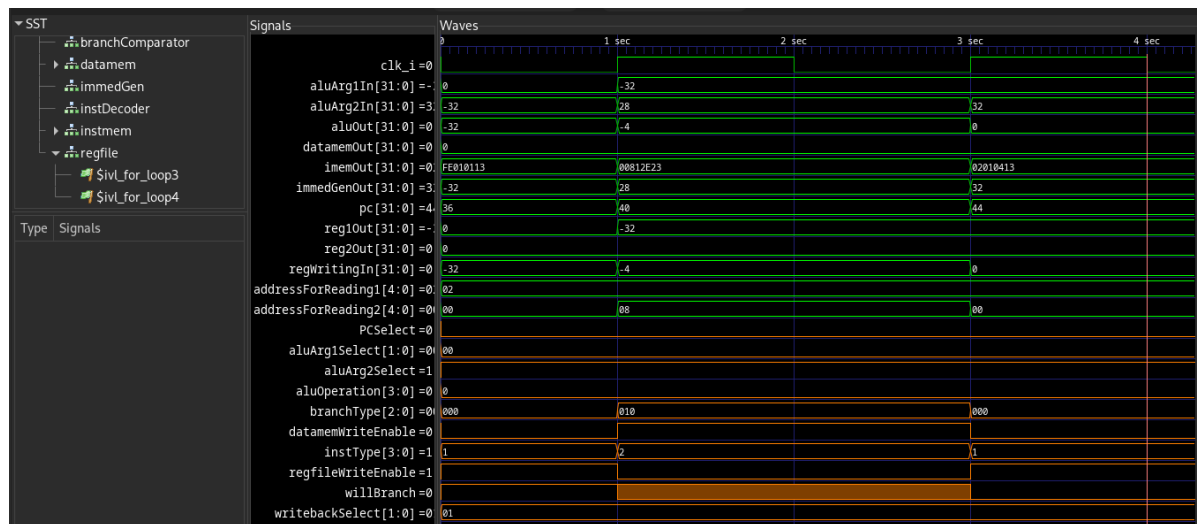 SST
branchComparator
datamem
immedGen
instDecoder
instmem
regfile
$ivl_for_loop3
$ivl_for_loop4
Type Signals
Signals
Waves
0 1 sec 2 sec 3 sec 4 sec
clk_i =0
aluArg1In[31:0] =- 0 -32
aluArg2In[31:0] =3 -32 28 32
aluOut[31:0] =0 -32 -4 0
datamemOut[31:0] =0 0
imemOut[31:0] =0 FE010113 00812E23 02010413
immedGenOut[31:0] =3 -32 28 32
pc[31:0] =4 36 40 44
reg1Out[31:0] =- 0 -32
reg2Out[31:0] =0 0
regWritingIn[31:0] =0 -32 -4 0
addressForReading1[4:0] =0 02
addressForReading2[4:0] =0 00 08 00
PCSelect =0
aluArg1Select[1:0] =0 00
aluArg2Select =1
aluOperation[3:0] =0 0
branchType[2:0] =0 000 010 000
datamemWriteEnable =0
instType[3:0] =1 1 2 1
regfileWriteEnable =1
willBranch =0
writebackSelect[1:0] =0 01